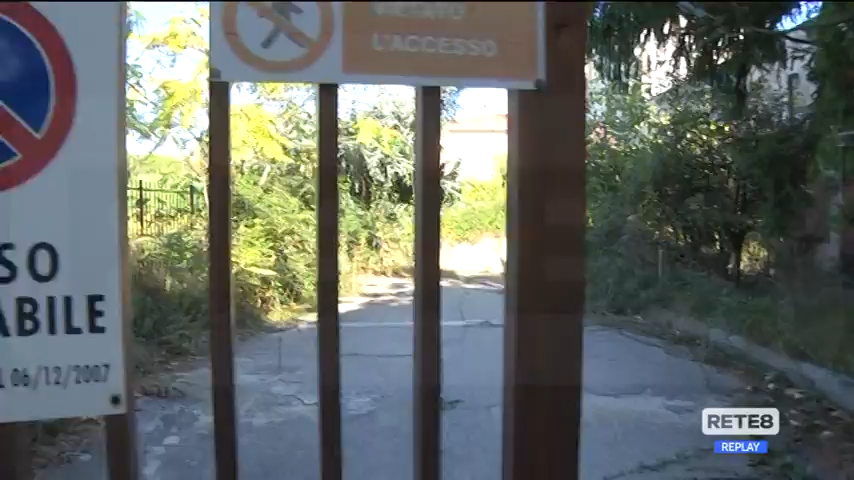 VIETATO
L'ACCESSO
SO
ABILE
L 06/12/2007
RETE8
REPLAY